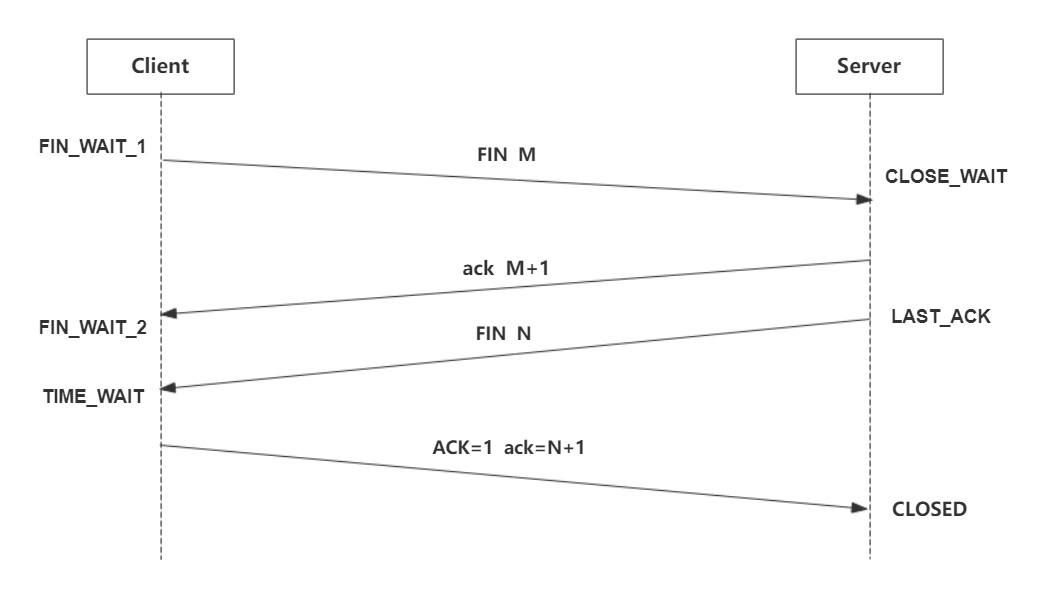 Client
Server
FIN_WAIT_1
FIN M
CLOSE_WAIT
ack M+1
FIN_WAIT_2
LAST_ACK
FIN N
TIME_WAIT
ACK=1 ack=N+1
CLOSED